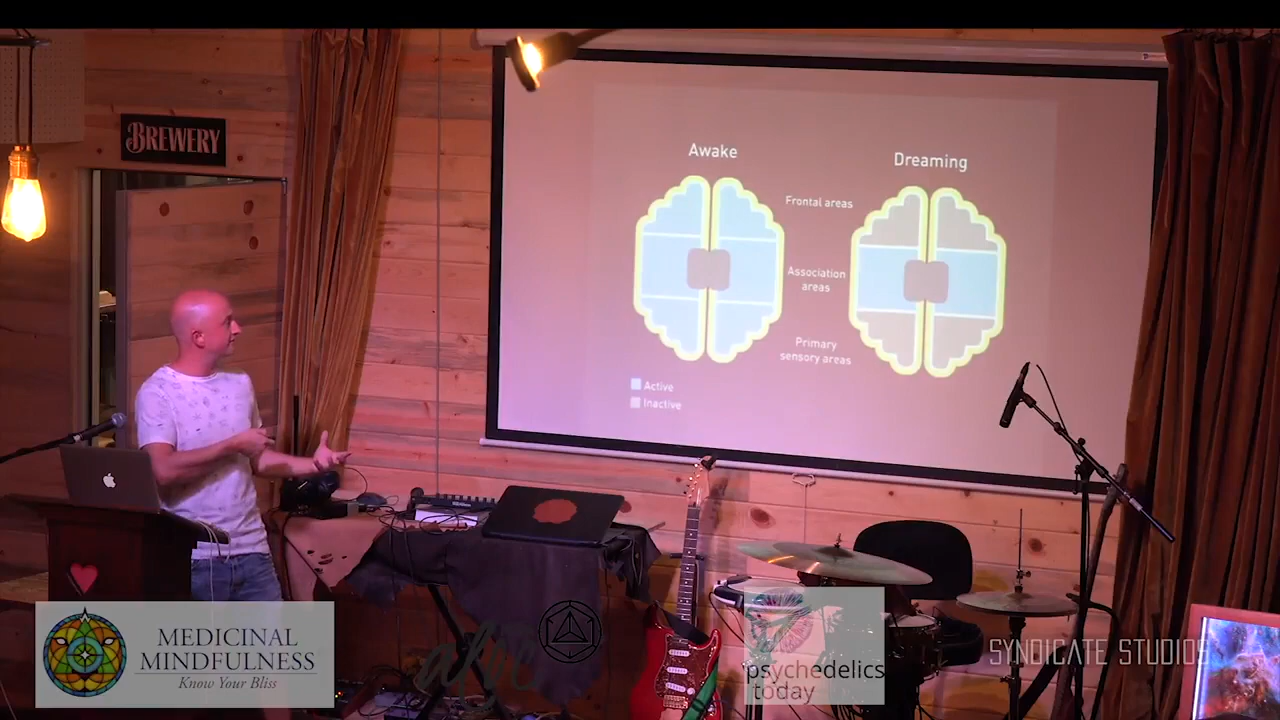 BREWERY
Awake
Dreaming
Frontal areas
Association
areas
Primary
sensory areas
Active
Inactive
MEDICINAL
MINDFULNESS
Know Your Bliss
psychedelics
today
SYNDICATE STUDIOS